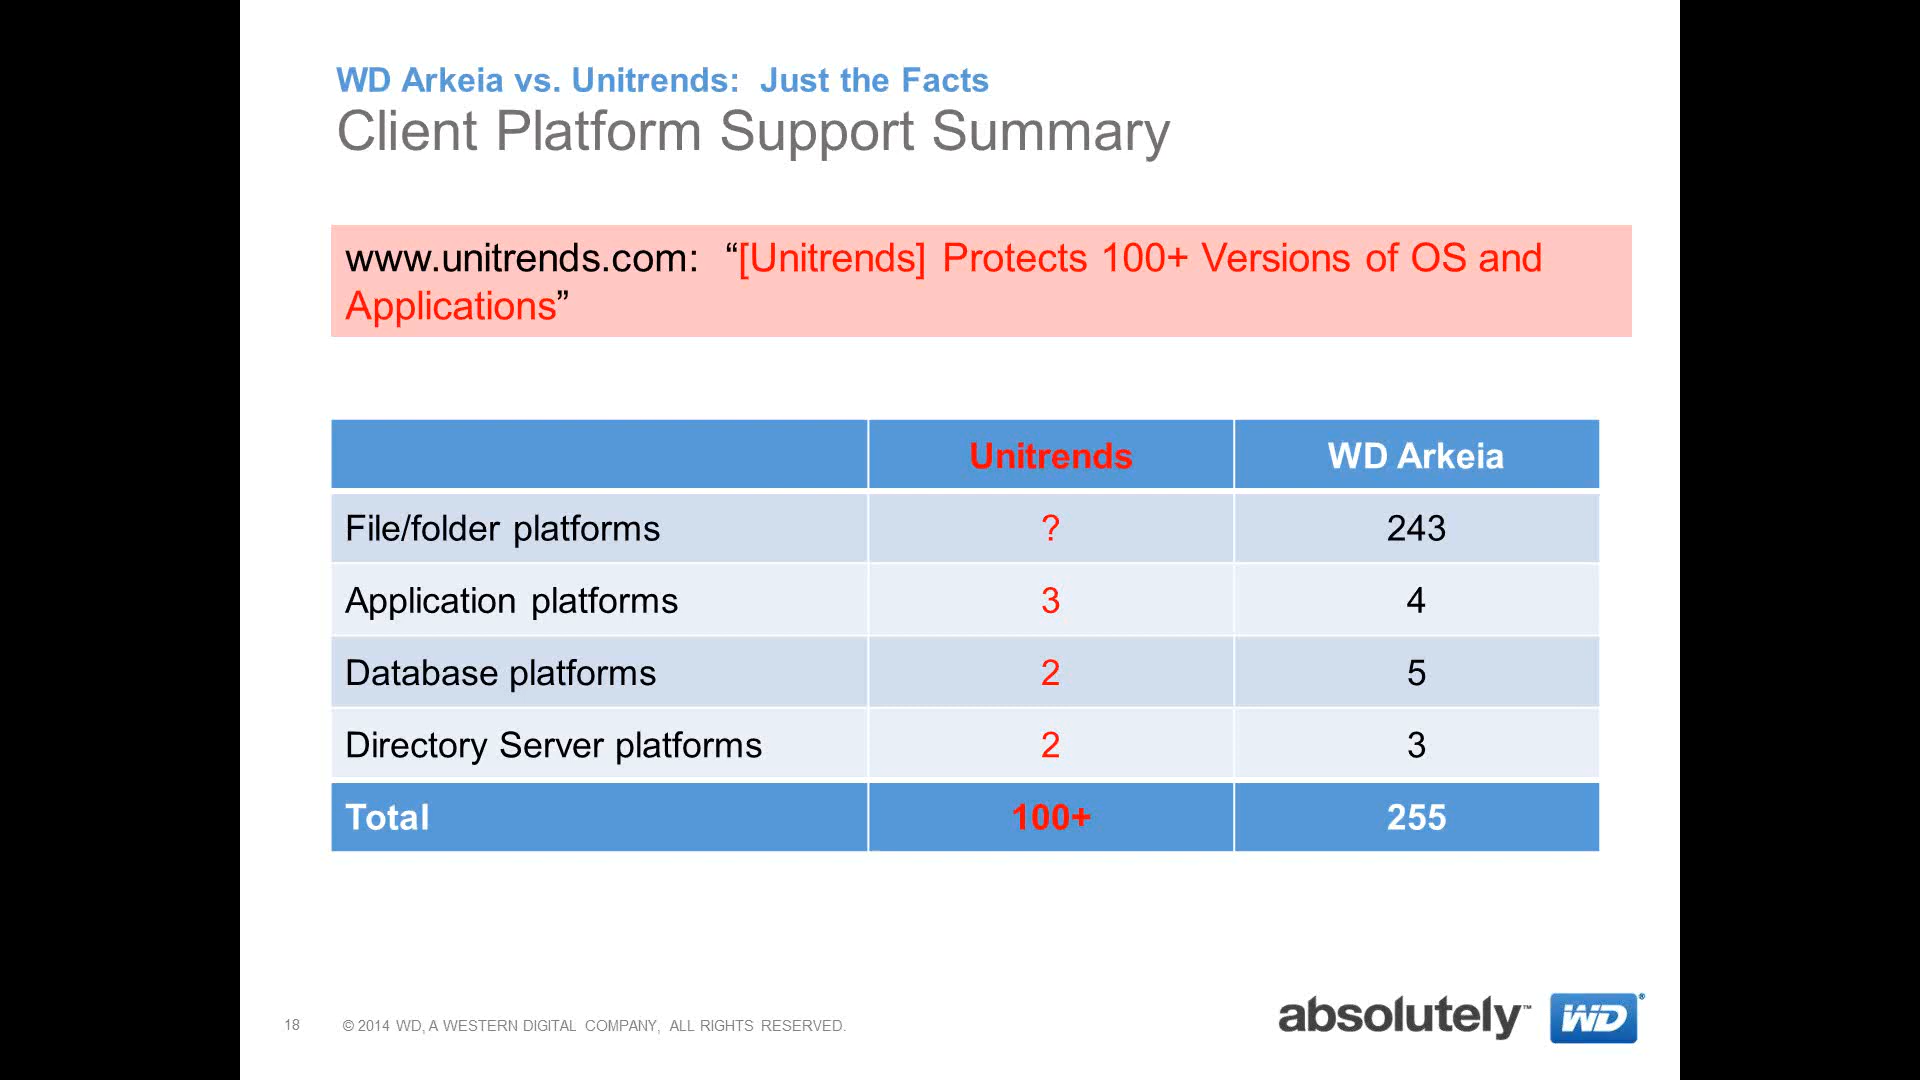 WD Arkeia vs. Unitrends: Just the Facts
Client Platform Support Summary
www.unitrends.com: “[Unitrends] Protects 100+ Versions of OS and
Applications”
Unitrends WD Arkeia
File/folder platforms ? 243
Application platforms 3 4
Database platforms 2 5
Directory Server platforms 2 3
Total 100+ 255
18 © 2014 WD, A WESTERN DIGITAL COMPANY, ALL RIGHTS RESERVED.
absolutely™ WD®